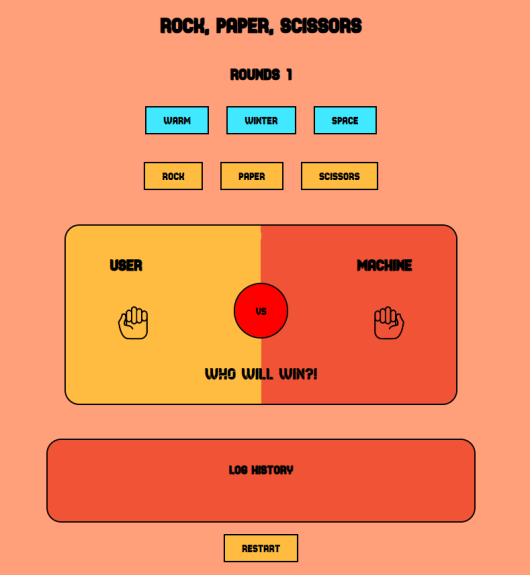 ROCK, PAPER, SCISSORS
ROUNDS 1
WARM WINTER SPACE
ROCK PAPER SCISSORS
USER MACHINE
VS
WHO WILL WIN?!
LOG HISTORY
RESTART